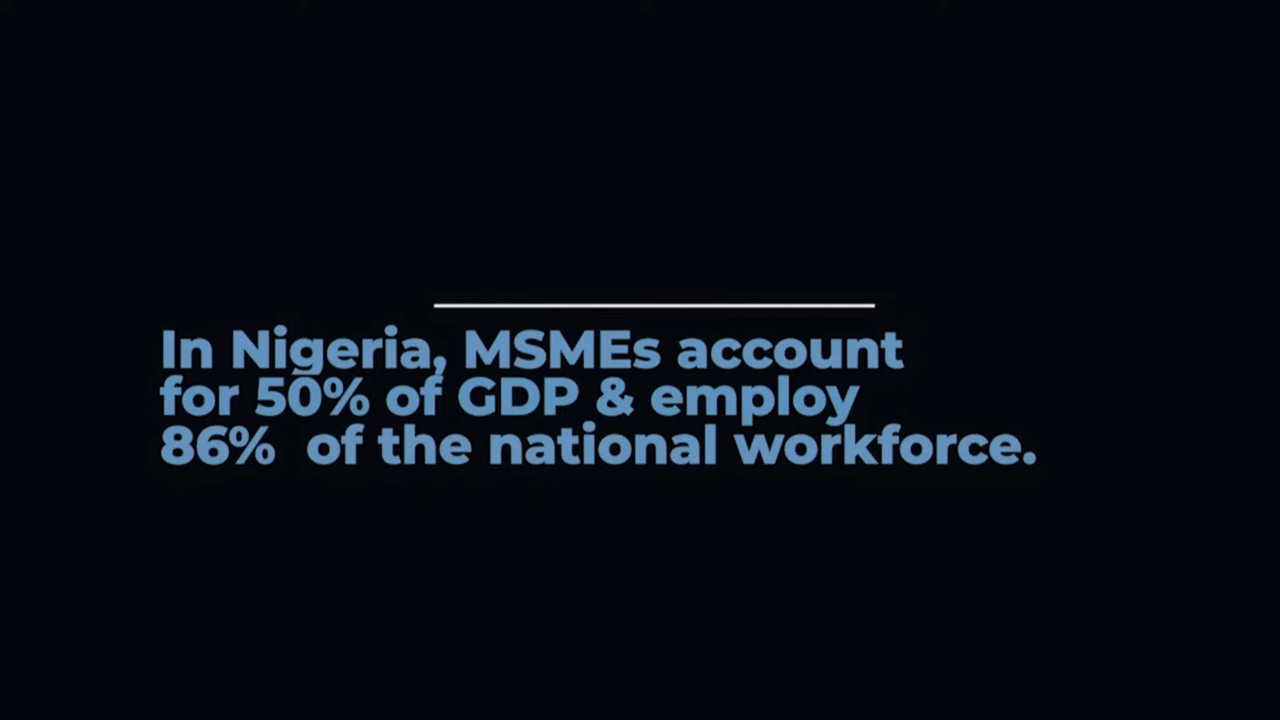 In Nigeria, MSMEs account
for 50% of GDP & employ
86%  of the national workforce.